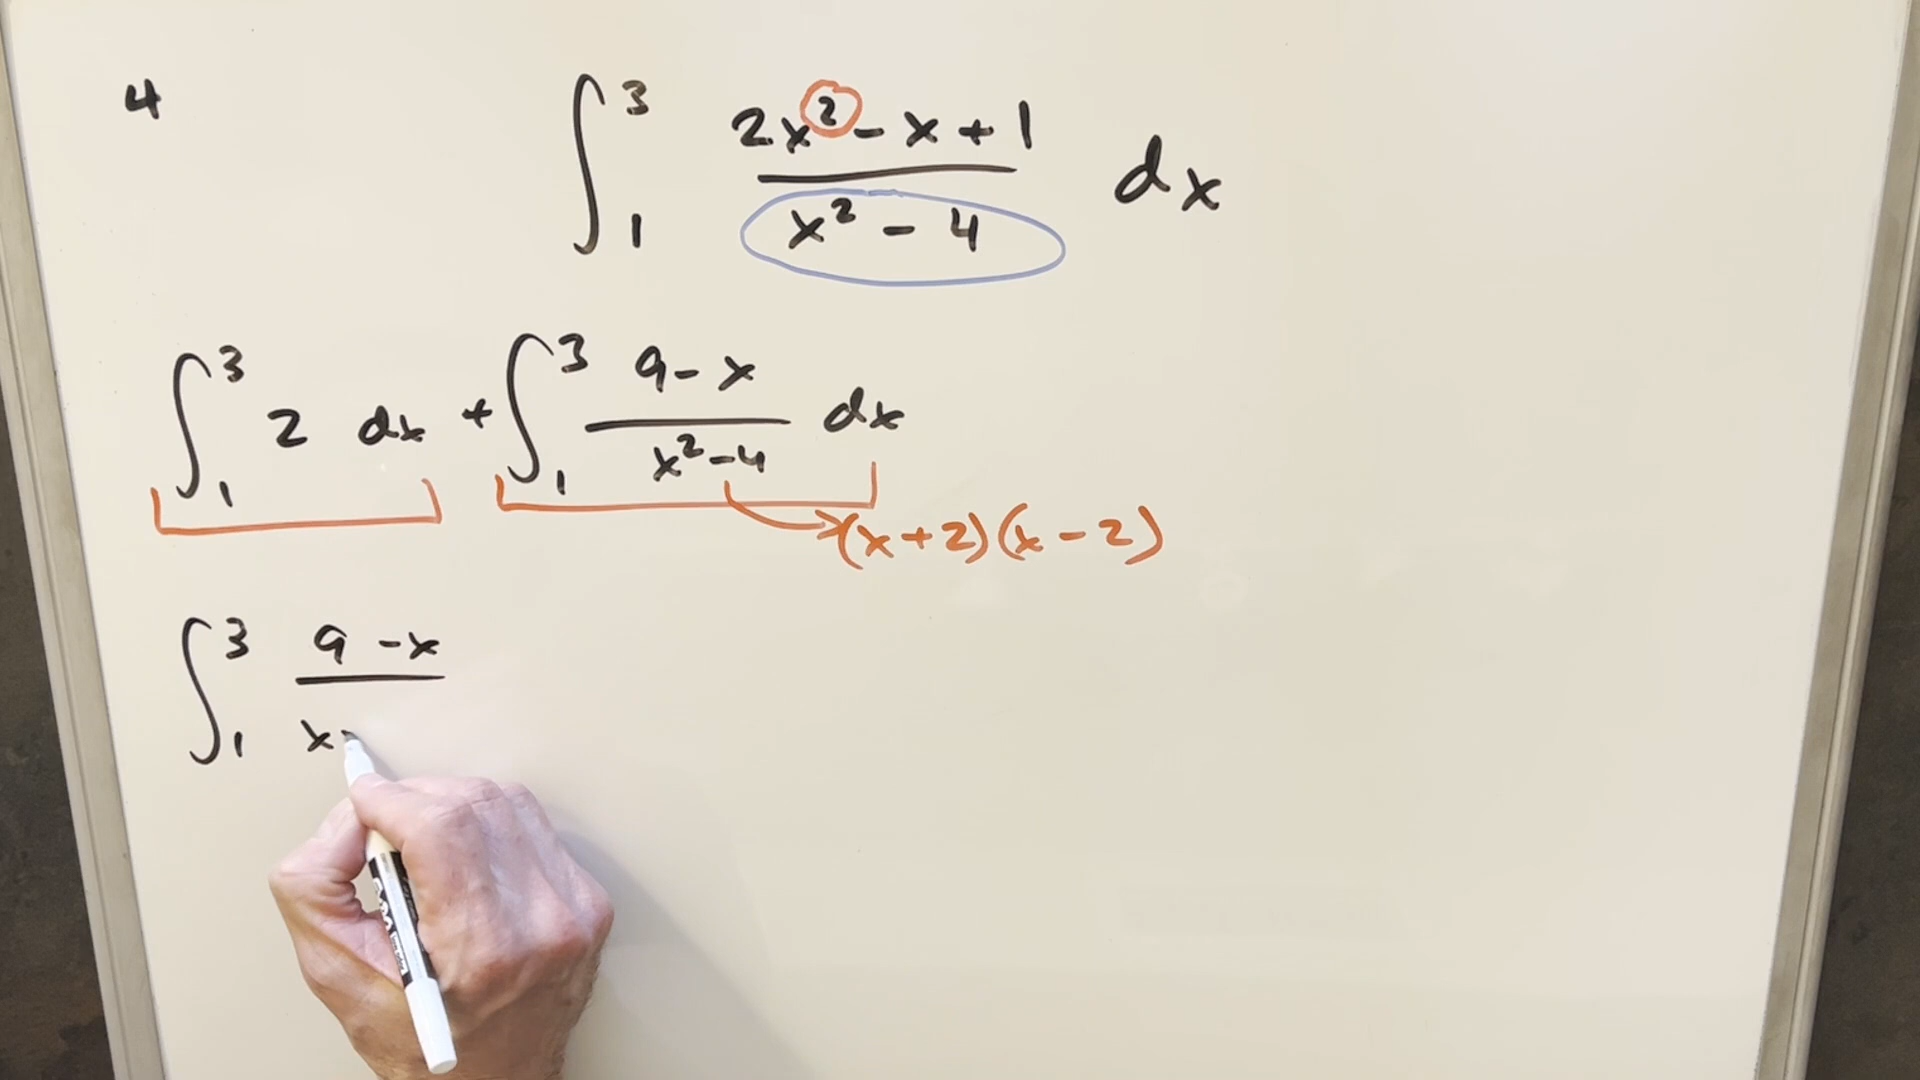 4
∫₁³ (2x² - x + 1)/(x² - 4) dx
∫₁³ 2 dx + ∫₁³ (9 - x)/(x² - 4) dx
(x + 2)(x - 2)
∫₁³ (9 - x)/x